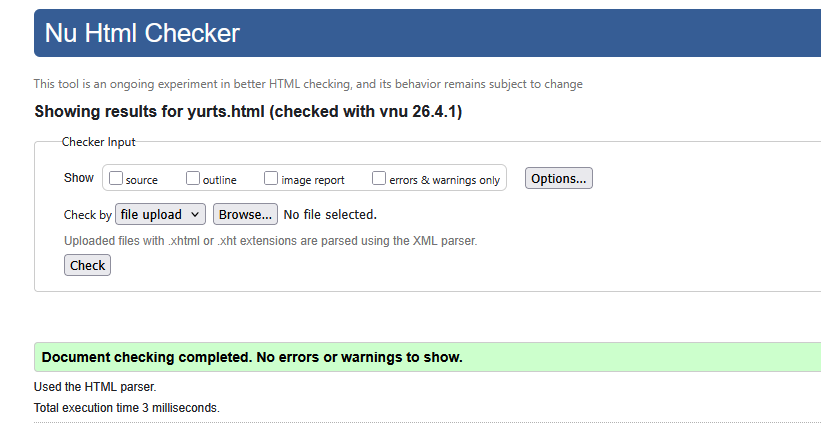 Nu Html Checker
This tool is an ongoing experiment in better HTML checking, and its behavior remains subject to change
Showing results for yurts.html (checked with vnu 26.4.1)
Checker Input
Show source outline image report errors & warnings only Options...
Check by file upload Browse... No file selected.
Uploaded files with .xhtml or .xht extensions are parsed using the XML parser.
Check
Document checking completed. No errors or warnings to show.
Used the HTML parser.
Total execution time 3 milliseconds.